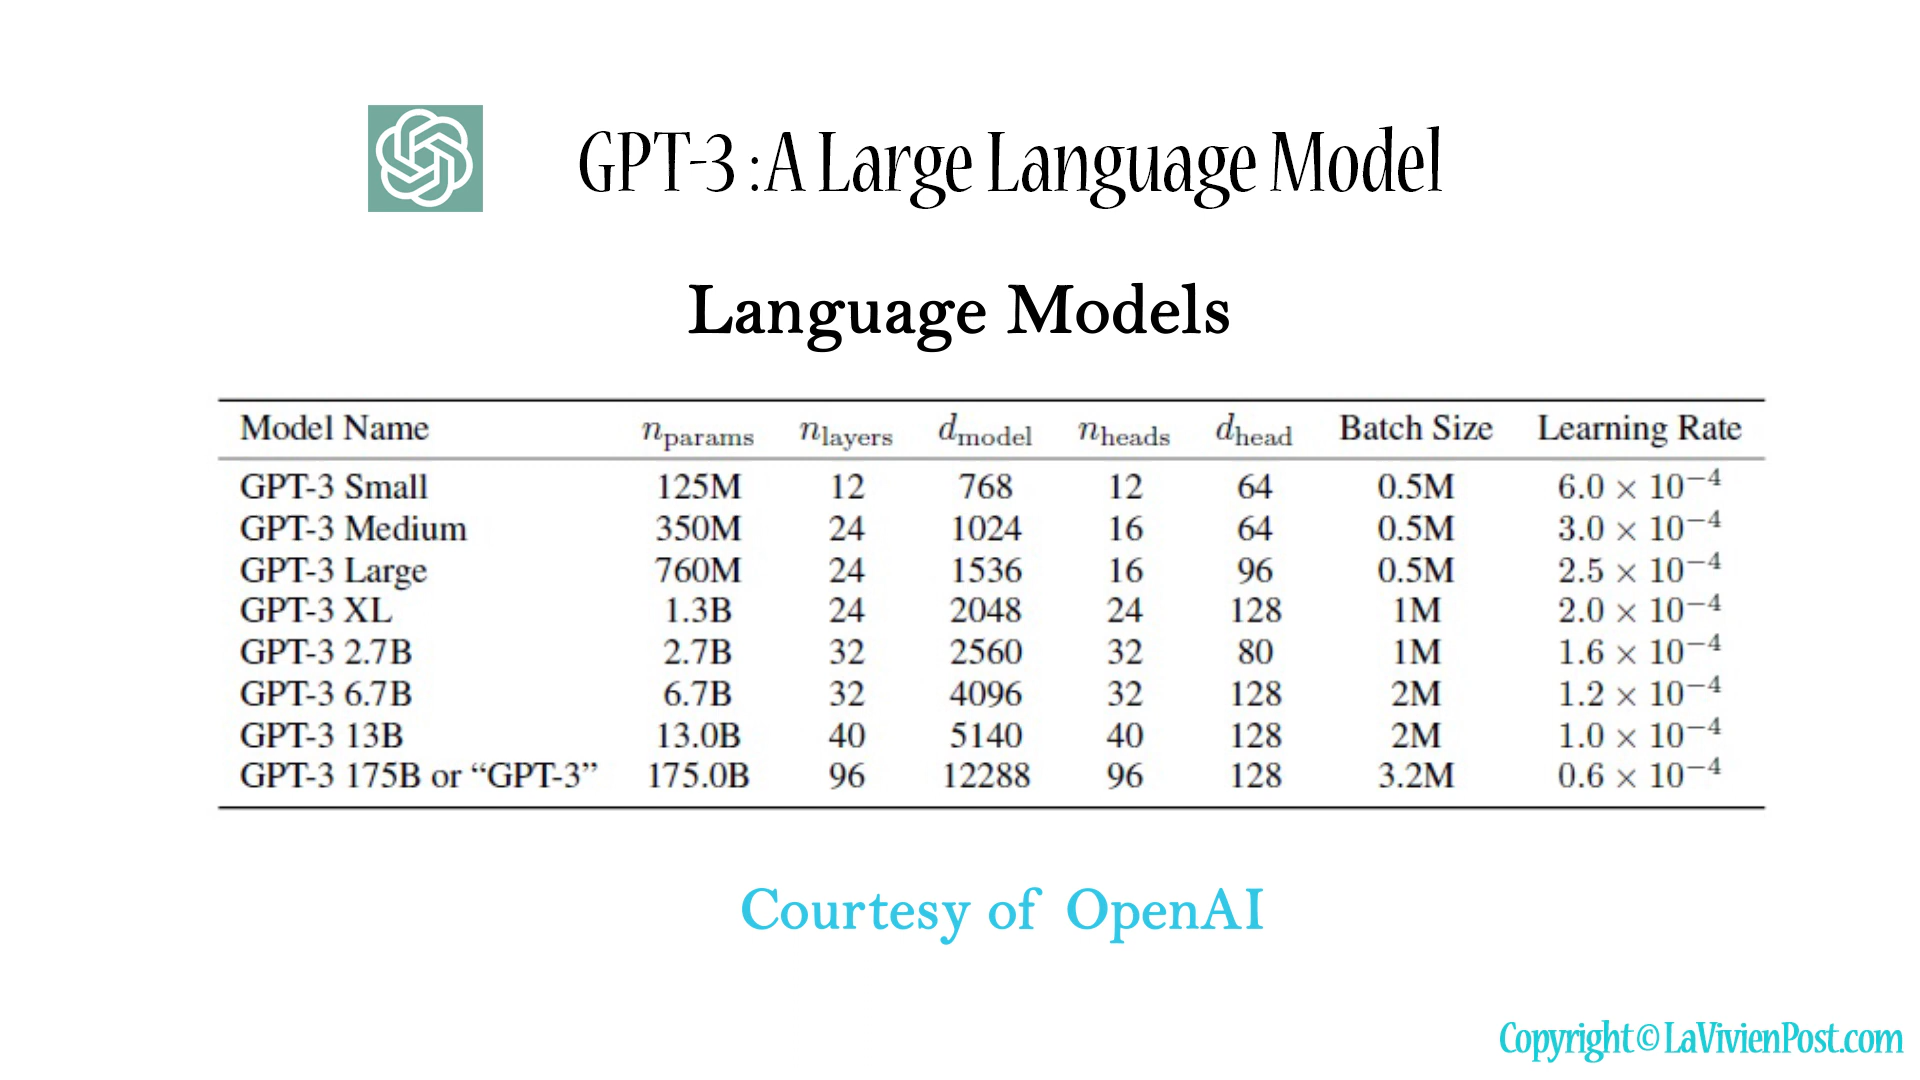 GPT-3 : A Large Language Model
Language Models
Model Name n_params n_layers d_model n_heads d_head Batch Size Learning Rate
GPT-3 Small 125M 12 768 12 64 0.5M 6.0 × 10⁻⁴
GPT-3 Medium 350M 24 1024 16 64 0.5M 3.0 × 10⁻⁴
GPT-3 Large 760M 24 1536 16 96 0.5M 2.5 × 10⁻⁴
GPT-3 XL 1.3B 24 2048 24 128 1M 2.0 × 10⁻⁴
GPT-3 2.7B 2.7B 32 2560 32 80 1M 1.6 × 10⁻⁴
GPT-3 6.7B 6.7B 32 4096 32 128 2M 1.2 × 10⁻⁴
GPT-3 13B 13.0B 40 5140 40 128 2M 1.0 × 10⁻⁴
GPT-3 175B or “GPT-3” 175.0B 96 12288 96 128 3.2M 0.6 × 10⁻⁴
Courtesy of OpenAI
Copyright © LaVivienPost.com